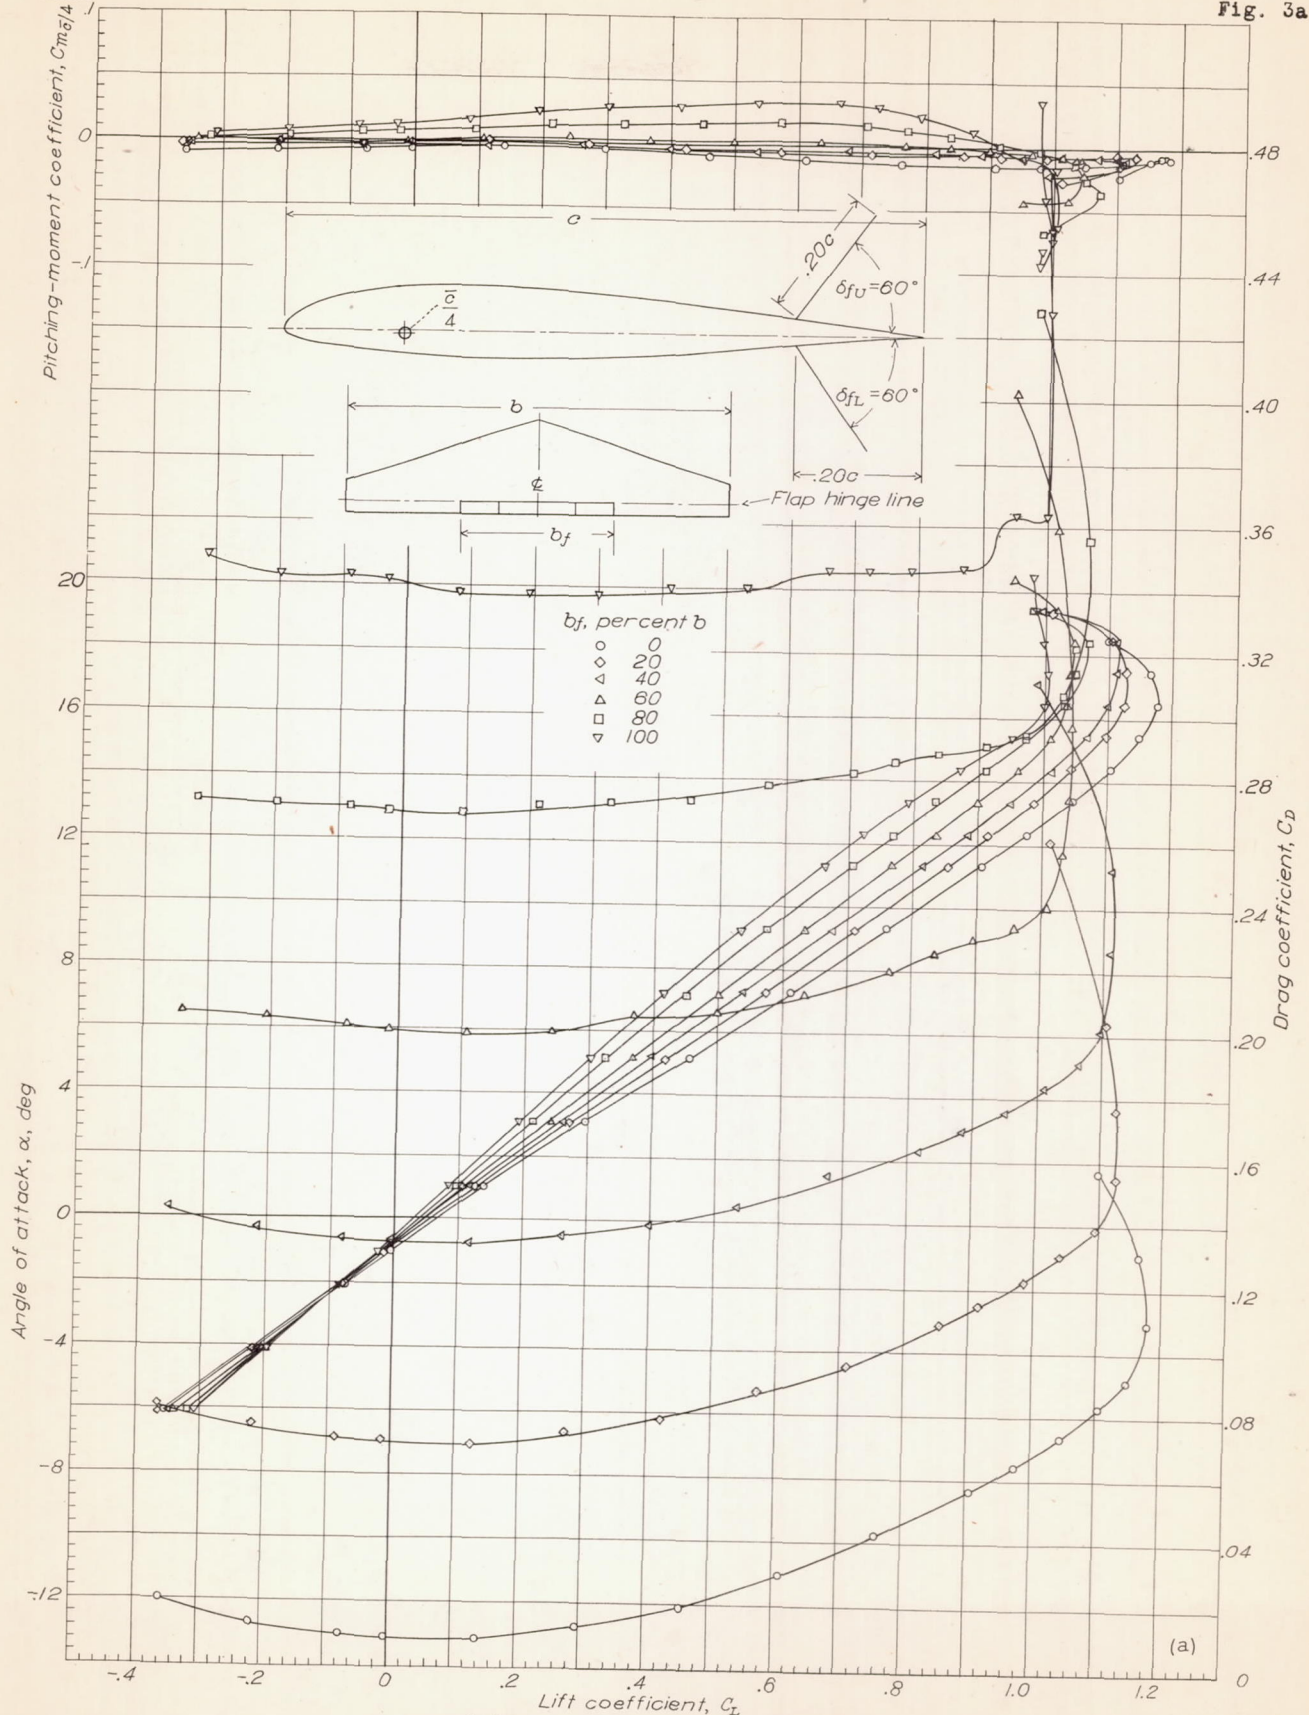 Fig. 3a
.1
0
-.1
Pitching-moment coefficient, Cmc̄/4
c
.20c
δfU=60°
c̄
4
δfL=60°
.20c
b
℄
Flap hinge line
bf
bf, percent b
0
20
40
60
80
100
20
16
12
8
4
0
-4
-8
-12
Angle of attack, α, deg
.48
.44
.40
.36
.32
.28
.24
.20
.16
.12
.08
.04
0
Drag coefficient, CD
(a)
-.4
-.2
0
.2
.4
.6
.8
1.0
1.2
Lift coefficient, CL